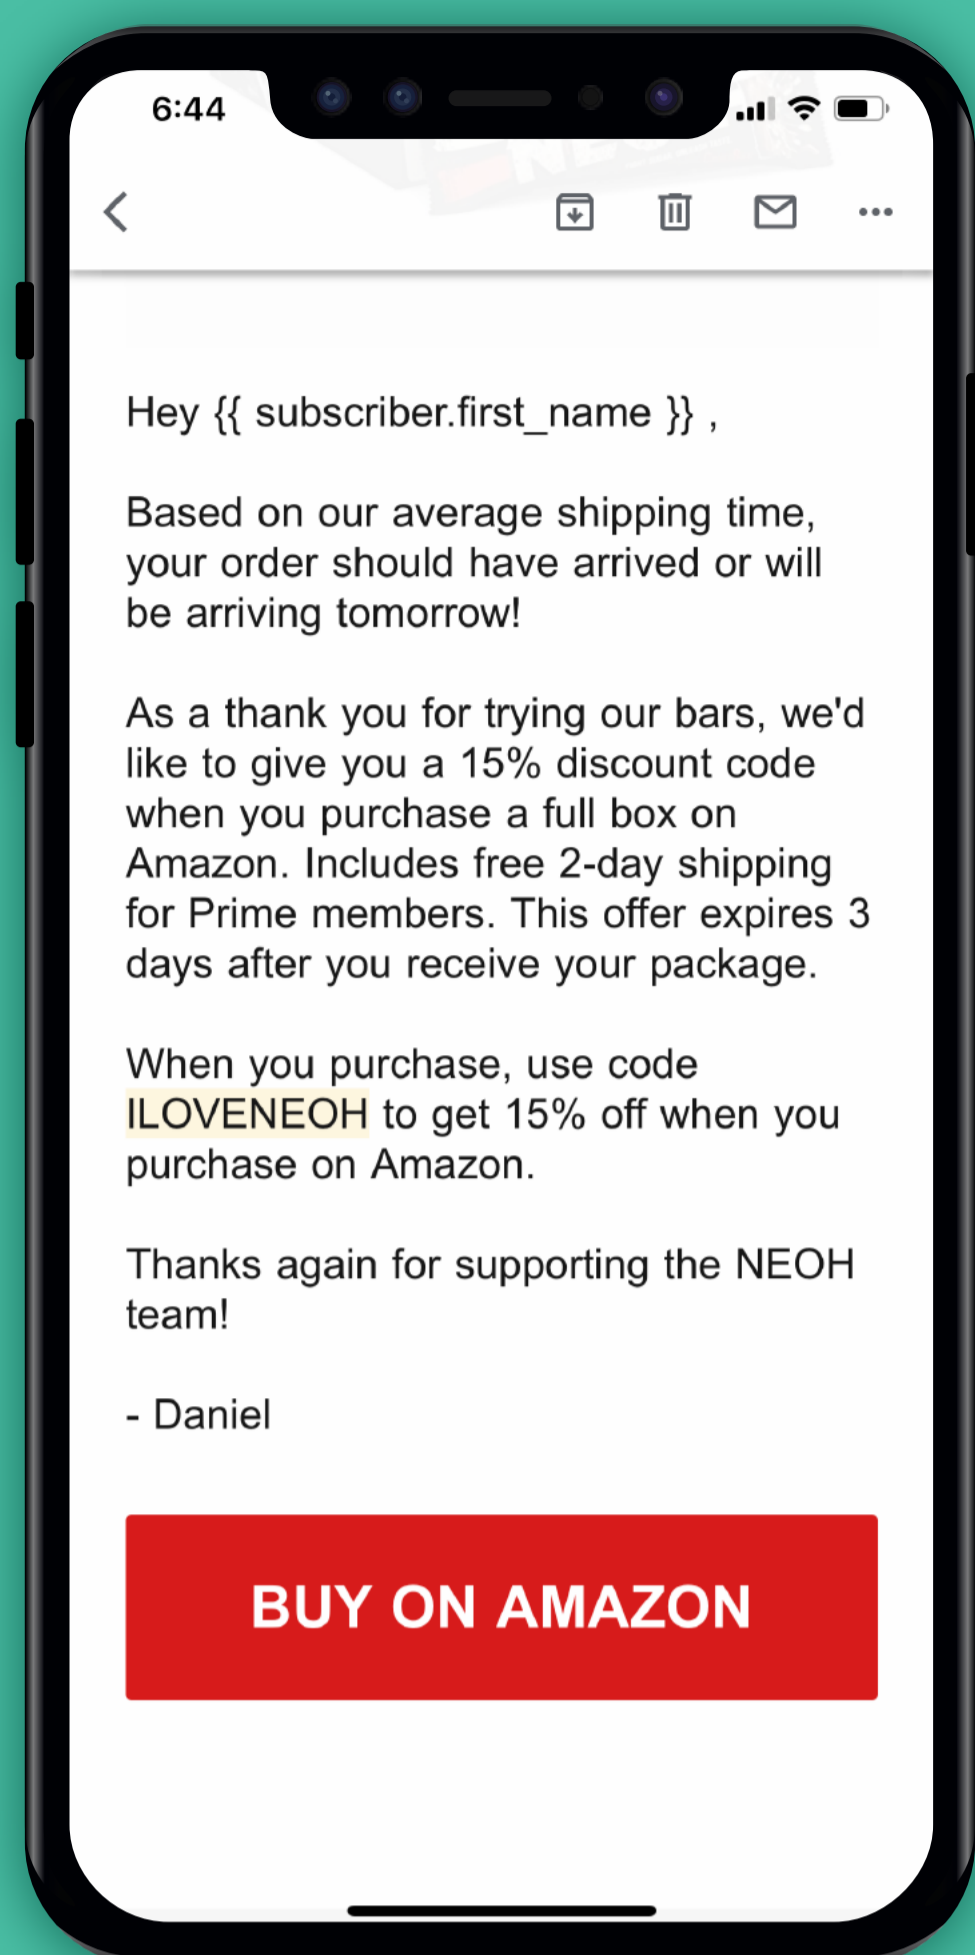 6:44
Hey {{ subscriber.first_name }} ,
Based on our average shipping time,
your order should have arrived or will
be arriving tomorrow!
As a thank you for trying our bars, we'd
like to give you a 15% discount code
when you purchase a full box on
Amazon. Includes free 2-day shipping
for Prime members. This offer expires 3
days after you receive your package.
When you purchase, use code
ILOVENEOH to get 15% off when you
purchase on Amazon.
Thanks again for supporting the NEOH
team!
- Daniel
BUY ON AMAZON